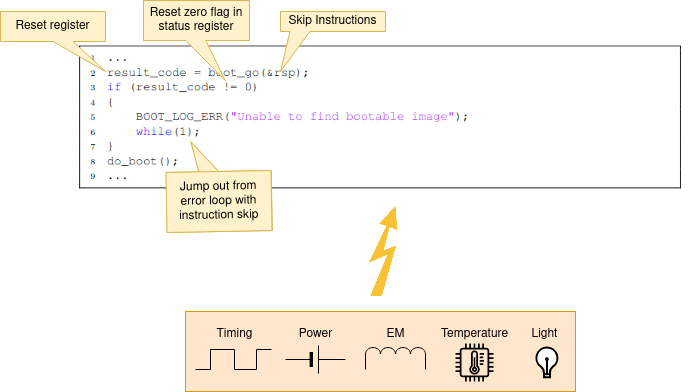 Reset register
Reset zero flag in
status register
Skip Instructions
1 ...
2 result_code = boot_go(&rsp);
3 if (result_code != 0)
4 {
5 BOOT_LOG_ERR("Unable to find bootable image");
6 while(1);
7 }
8 do_boot();
9 ...
Jump out from
error loop with
instruction skip
Timing Power EM Temperature Light